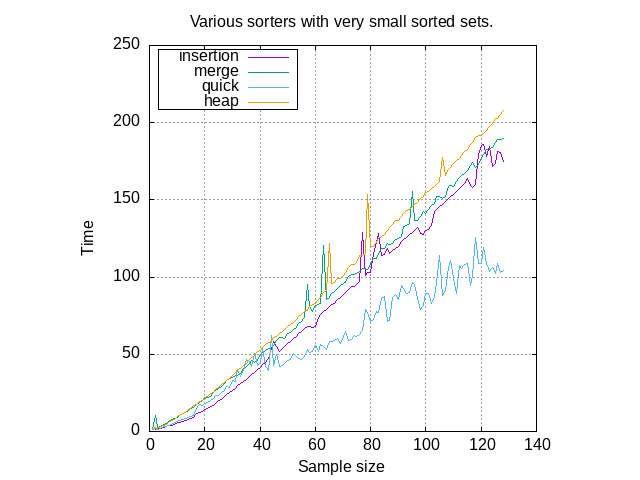 Various sorters with very small sorted sets.
250
200
150
100
50
0
Time
insertion
merge
quick
heap
0 20 40 60 80 100 120 140
Sample size